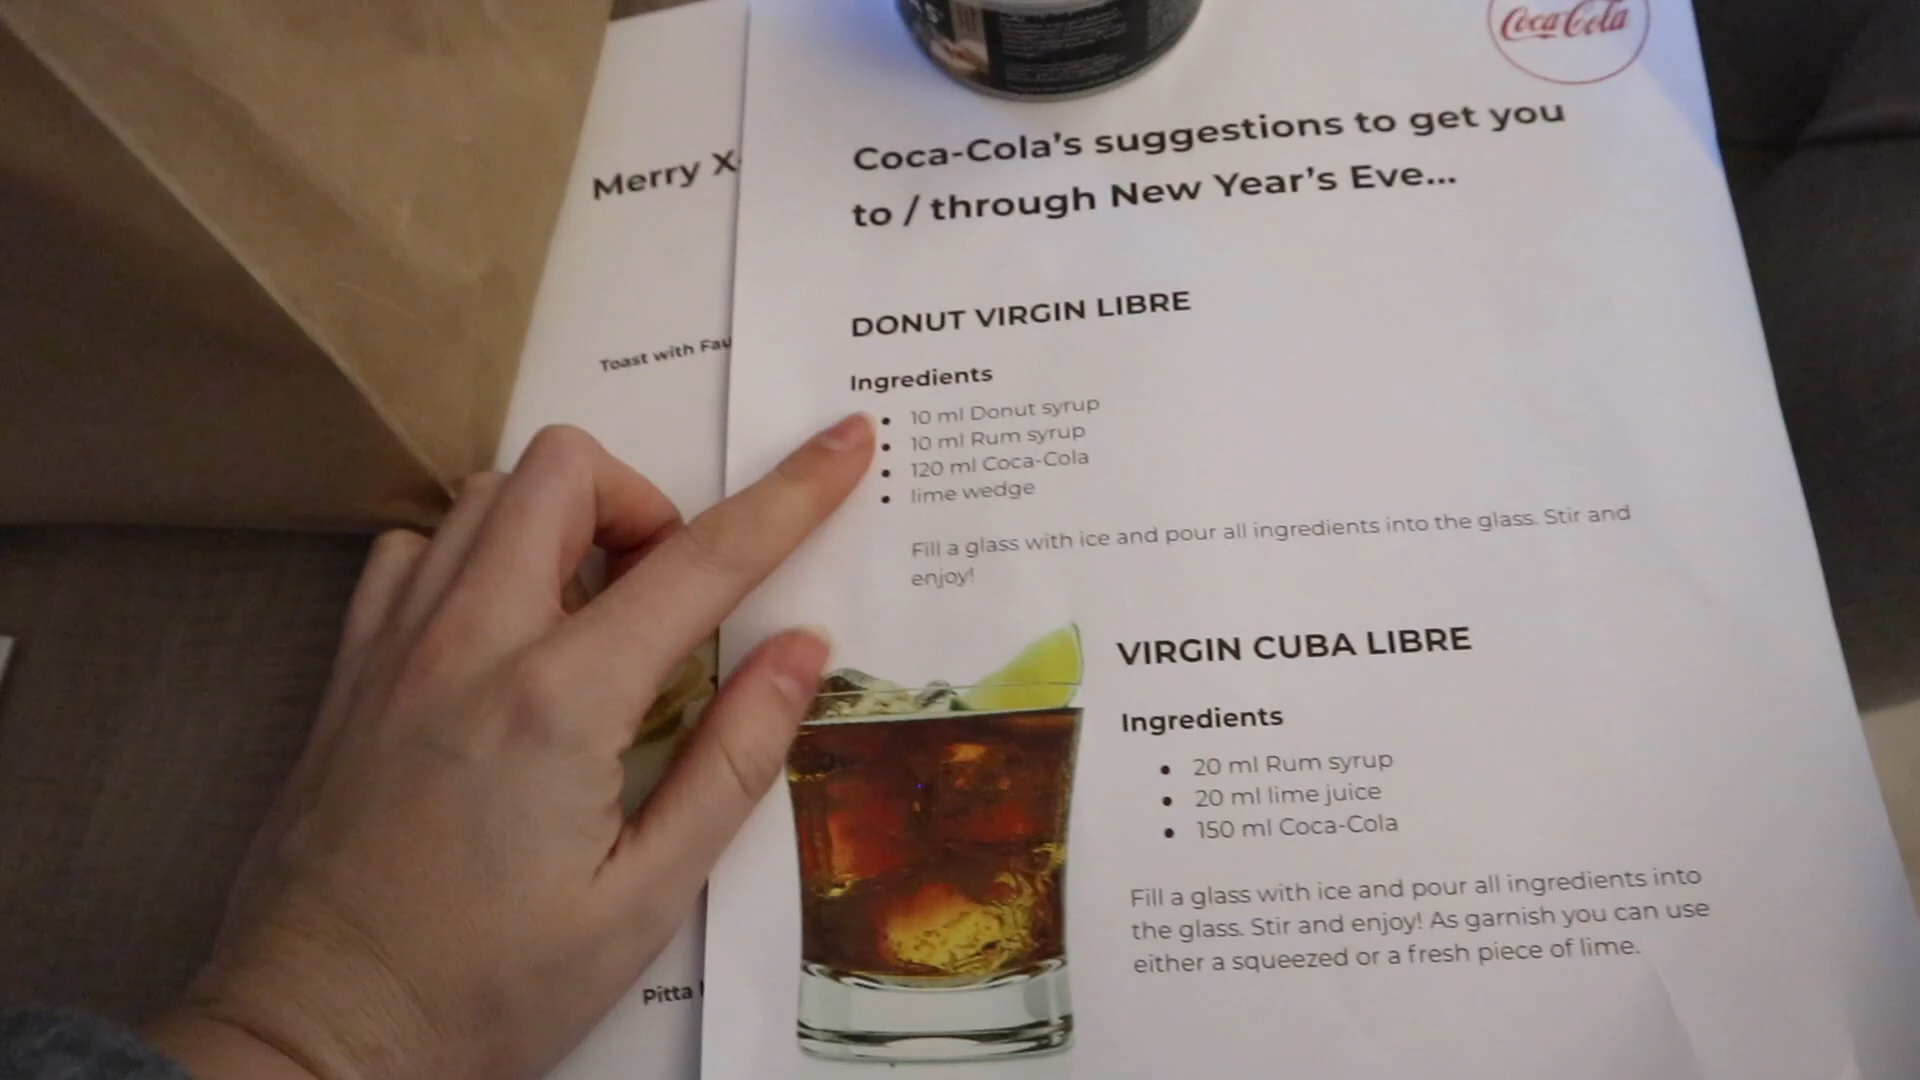 Coca-Cola
Coca-Cola's suggestions to get you
to / through New Year's Eve...
DONUT VIRGIN LIBRE
Ingredients
• 10 ml Donut syrup
• 10 ml Rum syrup
• 120 ml Coca-Cola
• lime wedge
Fill a glass with ice and pour all ingredients into the glass. Stir and
enjoy!
VIRGIN CUBA LIBRE
Ingredients
• 20 ml Rum syrup
• 20 ml lime juice
• 150 ml Coca-Cola
Fill a glass with ice and pour all ingredients into
the glass. Stir and enjoy! As garnish you can use
either a squeezed or a fresh piece of lime.
Merry X
Toast with Fau
Pitta